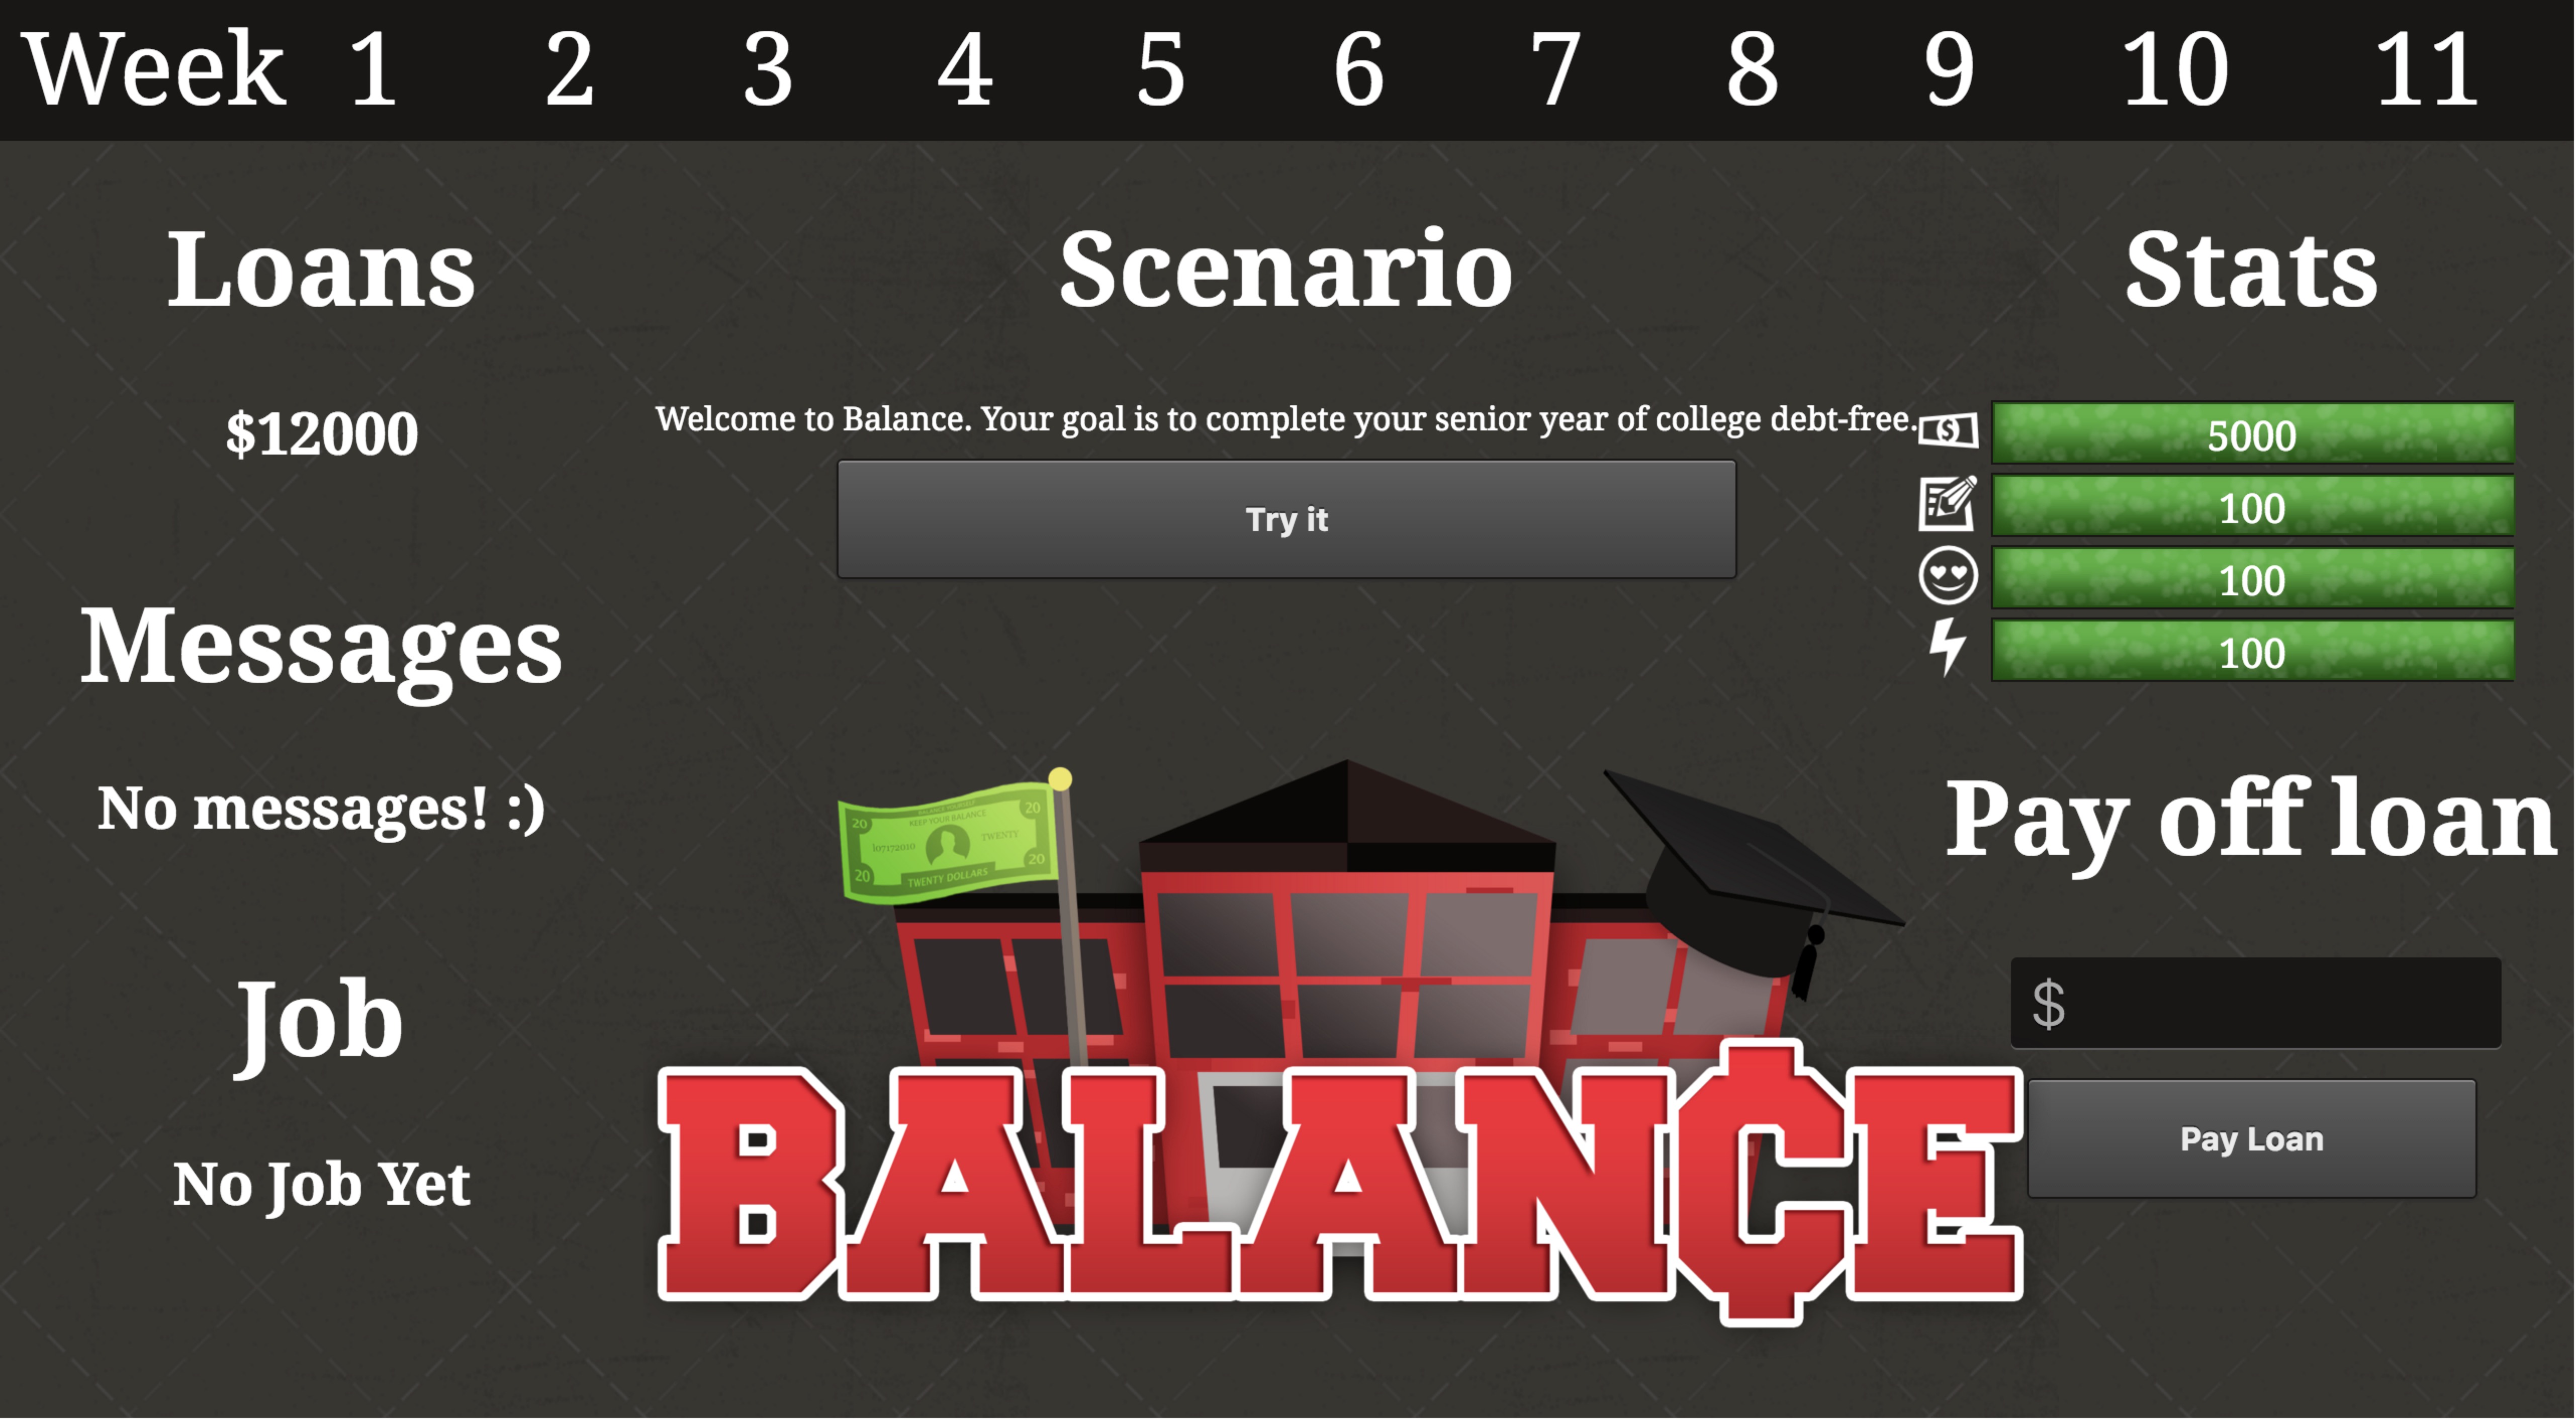 Week 1 2 3 4 5 6 7 8 9 10 11
Loans
$12000
Messages
No messages! :)
Job
No Job Yet
Scenario
Welcome to Balance. Your goal is to complete your senior year of college debt-free.
Try it
20 20
KEEP YOUR BALANCE
l07172010 TWENTY
20 20
TWENTY DOLLARS
BALANCE
Stats
5000
100
100
100
Pay off loan
$
Pay Loan